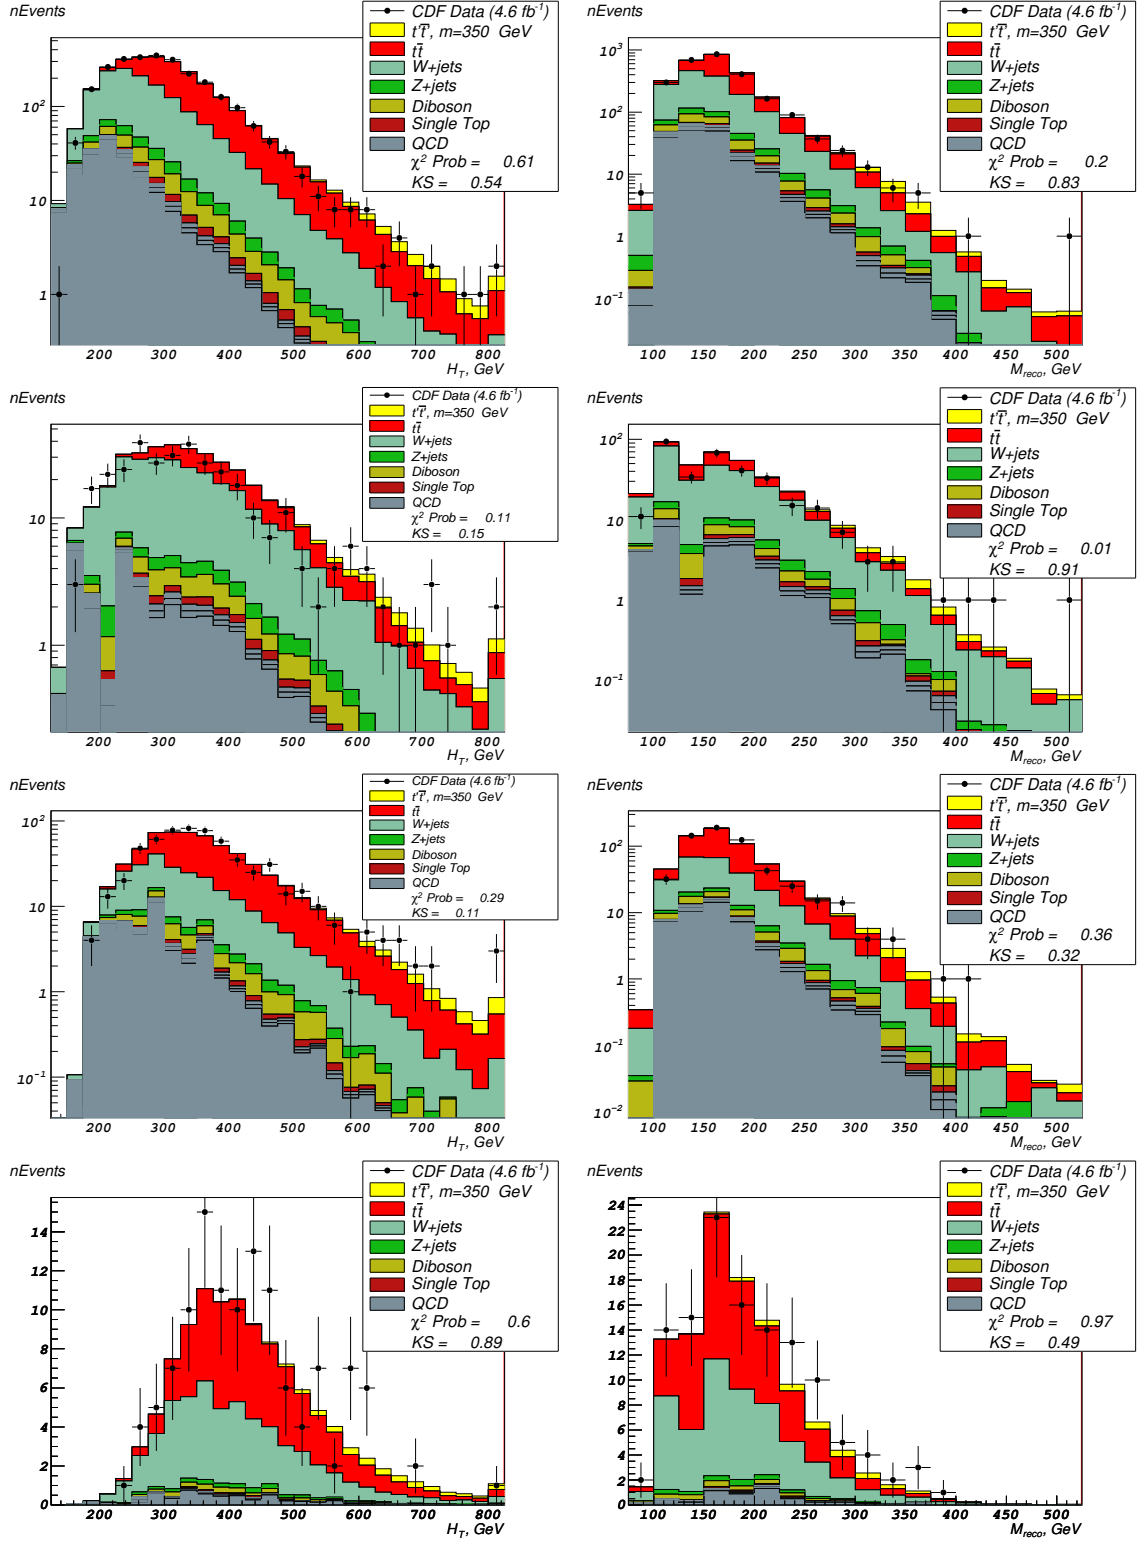 nEvents
CDF Data (4.6 fb⁻¹)
t't̅', m=350 GeV
tt̅
W+jets
Z+jets
Diboson
Single Top
QCD
χ² Prob = 0.61
KS = 0.54
10²
10
1
200 300 400 500 600 700 800
H_T, GeV
nEvents
CDF Data (4.6 fb⁻¹)
t't̅', m=350 GeV
tt̅
W+jets
Z+jets
Diboson
Single Top
QCD
χ² Prob = 0.2
KS = 0.83
10³
10²
10
1
10⁻¹
100 150 200 250 300 350 400 450 500
M_reco, GeV
nEvents
CDF Data (4.6 fb⁻¹)
t't̅', m=350 GeV
tt̅
W+jets
Z+jets
Diboson
Single Top
QCD
χ² Prob = 0.11
KS = 0.15
10
1
200 300 400 500 600 700 800
H_T, GeV
nEvents
CDF Data (4.6 fb⁻¹)
t't̅', m=350 GeV
tt̅
W+jets
Z+jets
Diboson
Single Top
QCD
χ² Prob = 0.01
KS = 0.91
10²
10
1
10⁻¹
100 150 200 250 300 350 400 450 500
M_reco, GeV
nEvents
CDF Data (4.6 fb⁻¹)
t't̅', m=350 GeV
tt̅
W+jets
Z+jets
Diboson
Single Top
QCD
χ² Prob = 0.29
KS = 0.11
10²
10
1
10⁻¹
200 300 400 500 600 700 800
H_T, GeV
nEvents
CDF Data (4.6 fb⁻¹)
t't̅', m=350 GeV
tt̅
W+jets
Z+jets
Diboson
Single Top
QCD
χ² Prob = 0.36
KS = 0.32
10²
10
1
10⁻¹
10⁻²
100 150 200 250 300 350 400 450 500
M_reco, GeV
nEvents
CDF Data (4.6 fb⁻¹)
t't̅', m=350 GeV
tt̅
W+jets
Z+jets
Diboson
Single Top
QCD
χ² Prob = 0.6
KS = 0.89
14
12
10
8
6
4
2
0
200 300 400 500 600 700 800
H_T, GeV
nEvents
CDF Data (4.6 fb⁻¹)
t't̅', m=350 GeV
tt̅
W+jets
Z+jets
Diboson
Single Top
QCD
χ² Prob = 0.97
KS = 0.49
24
22
20
18
16
14
12
10
8
6
4
2
0
100 150 200 250 300 350 400 450 500
M_reco, GeV